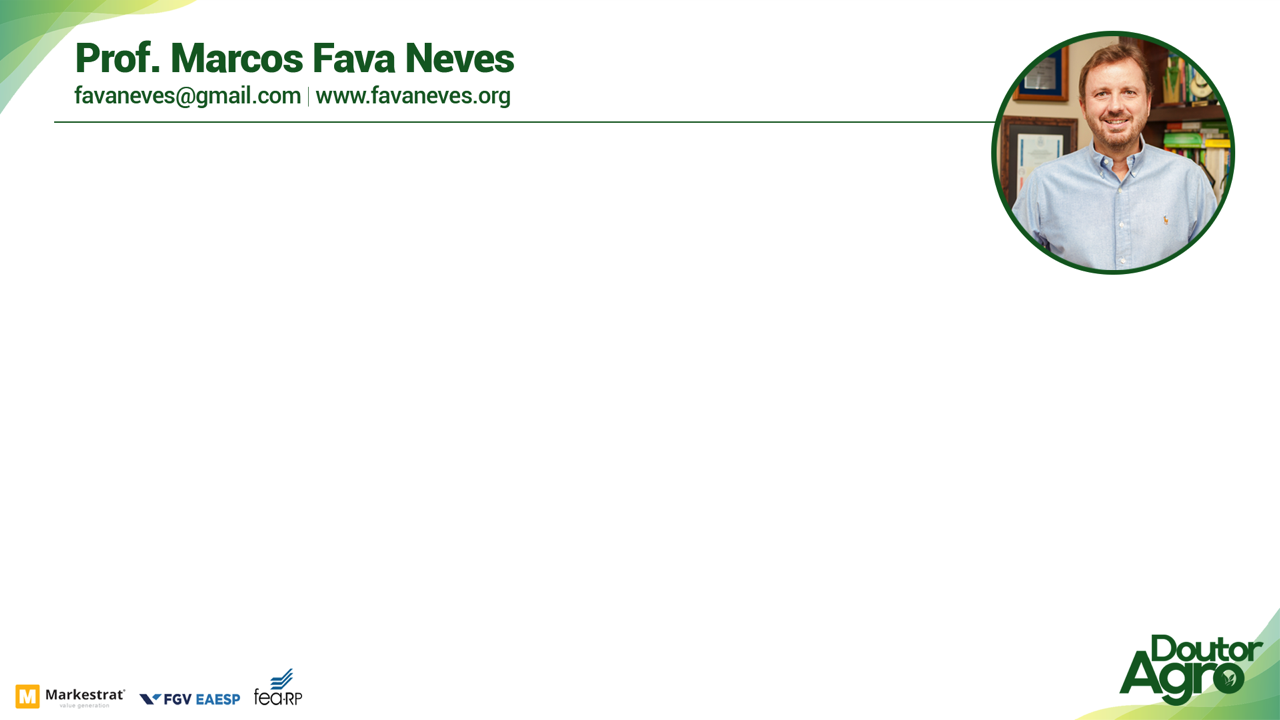 Prof. Marcos Fava Neves
favaneves@gmail.com | www.favaneves.org
Doutor
Agro
M Markestrat
value generation
FGV EAESP
fea-RP